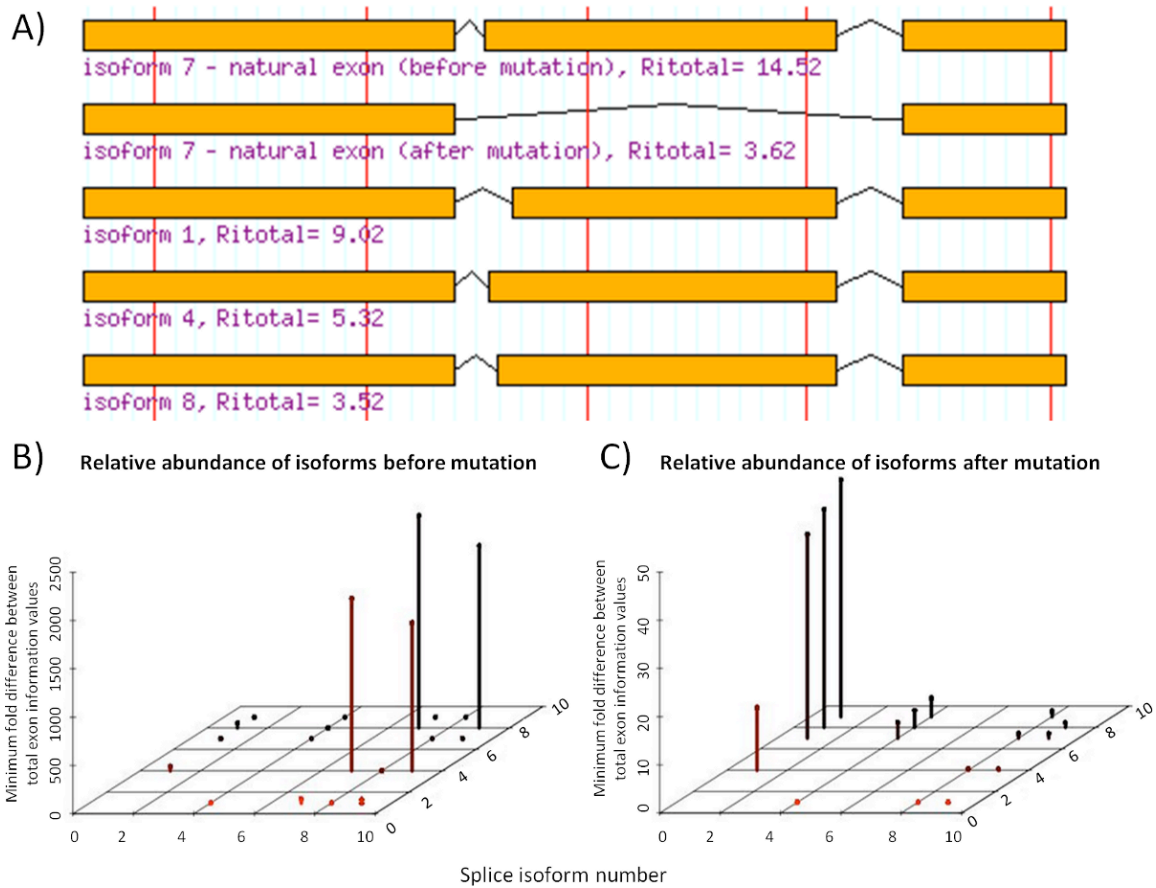 A)
isoform 7 - natural exon (before mutation), Ritotal= 14.52
isoform 7 - natural exon (after mutation), Ritotal= 3.62
isoform 1, Ritotal= 9.02
isoform 4, Ritotal= 5.32
isoform 8, Ritotal= 3.52
B)
Relative abundance of isoforms before mutation
Minimum fold difference between
total exon information values
2500
2000
1500
1000
500
0
0 2 4 6 8 10
0
2
4
6
8
10
C)
Relative abundance of isoforms after mutation
Minimum fold difference between
total exon information values
50
40
30
20
10
0
0 2 4 6 8 10
0
2
4
6
8
10
Splice isoform number